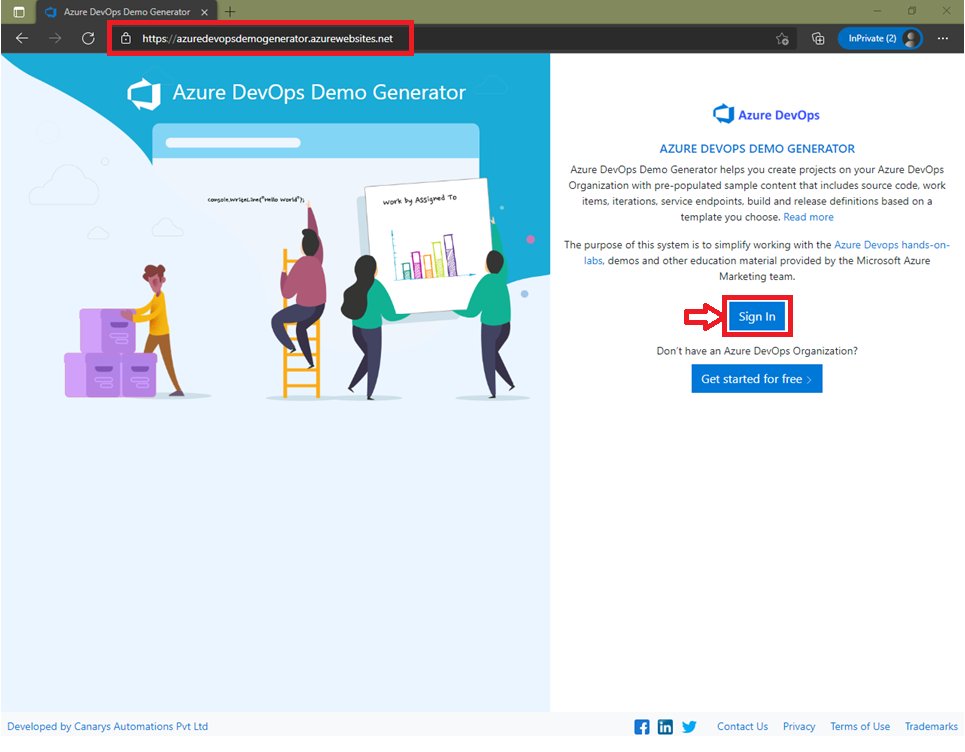 Azure DevOps Demo Generator
https://azuredevopsdemogenerator.azurewebsites.net
InPrivate (2)
Azure DevOps Demo Generator
console.WriteLine("Hello World");
Work by Assigned To
Azure DevOps
AZURE DEVOPS DEMO GENERATOR
Azure DevOps Demo Generator helps you create projects on your Azure DevOps
Organization with pre-populated sample content that includes source code, work
items, iterations, service endpoints, build and release definitions based on a
template you choose. Read more
The purpose of this system is to simplify working with the Azure Devops hands-on-
labs, demos and other education material provided by the Microsoft Azure
Marketing team.
Sign In
Don't have an Azure DevOps Organization?
Get started for free >
Developed by Canarys Automations Pvt Ltd
Contact Us Privacy Terms of Use Trademarks